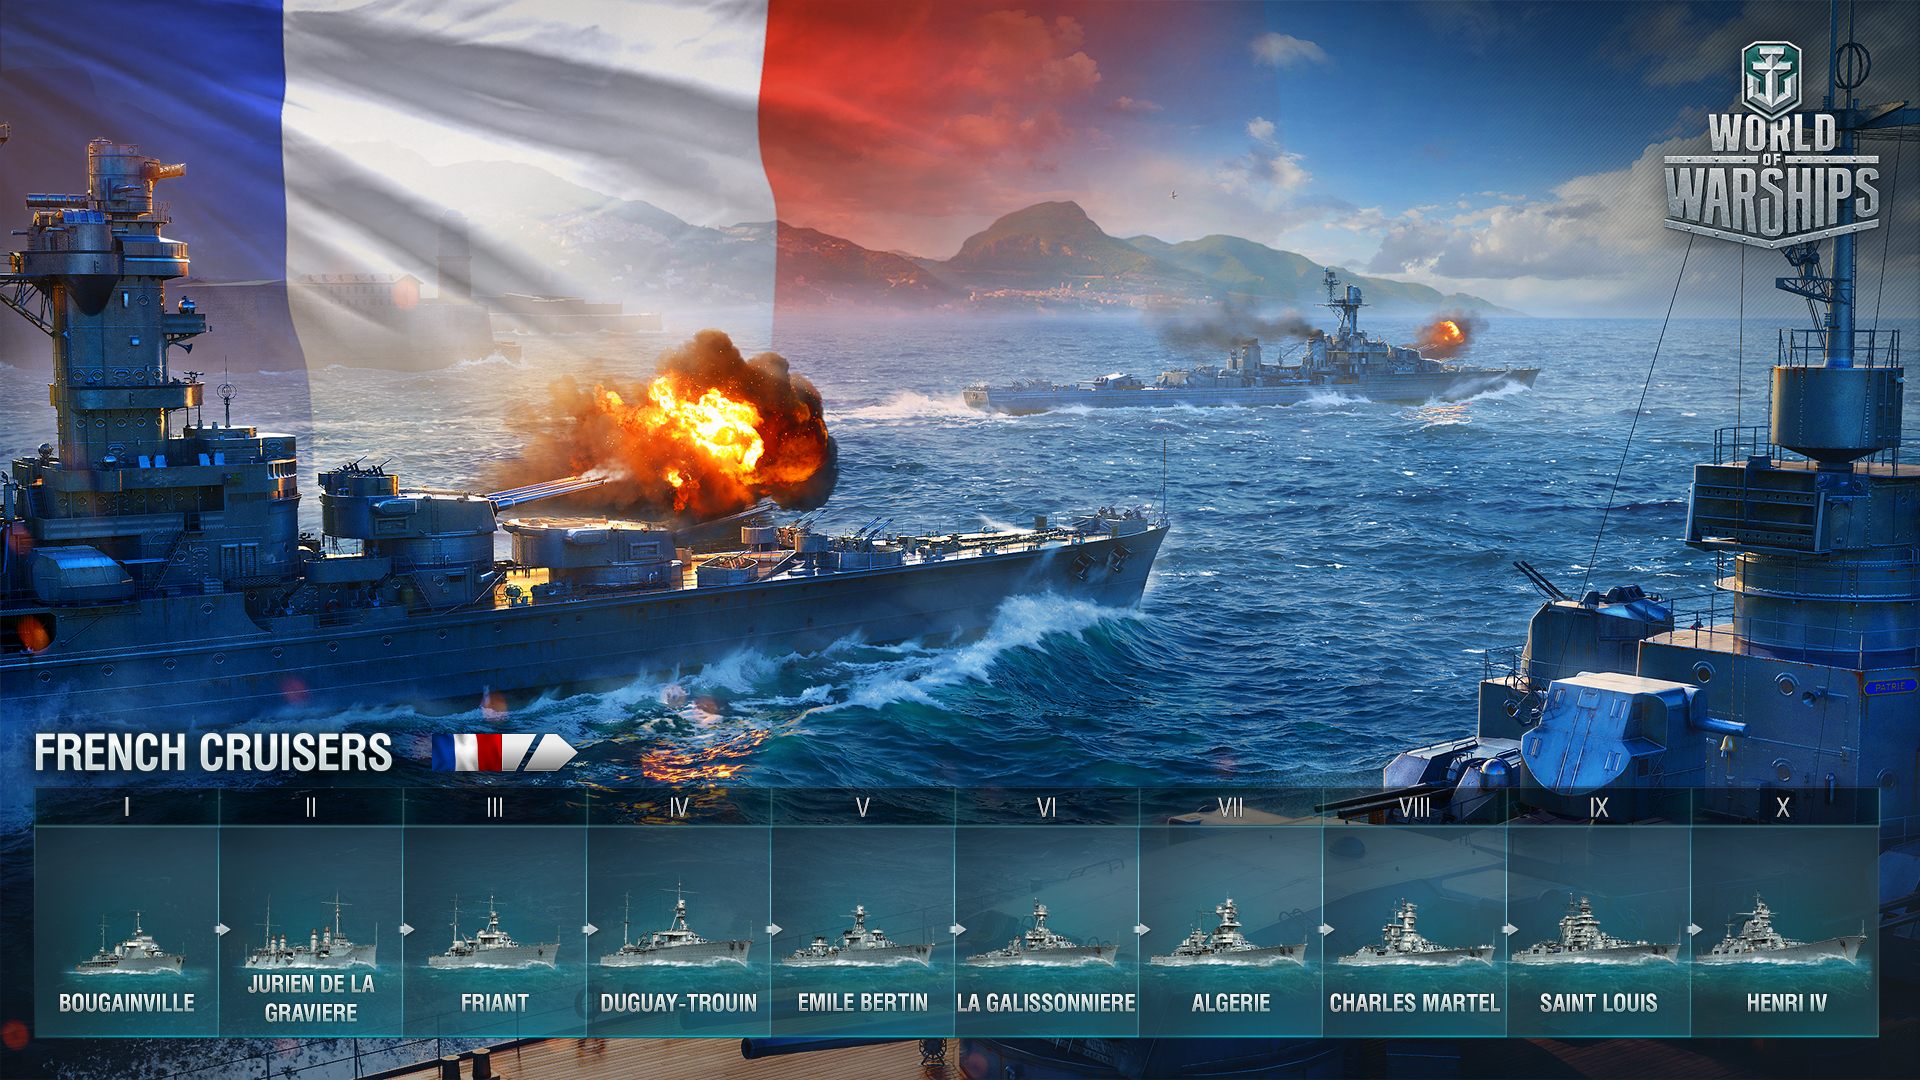 WORLD
OF
WARSHIPS
PATRIE
FRENCH CRUISERS
I II III IV V VI VII VIII IX X
BOUGAINVILLE
JURIEN DE LA
GRAVIERE
FRIANT
DUGUAY-TROUIN
EMILE BERTIN
LA GALISSONNIERE
ALGERIE
CHARLES MARTEL
SAINT LOUIS
HENRI IV